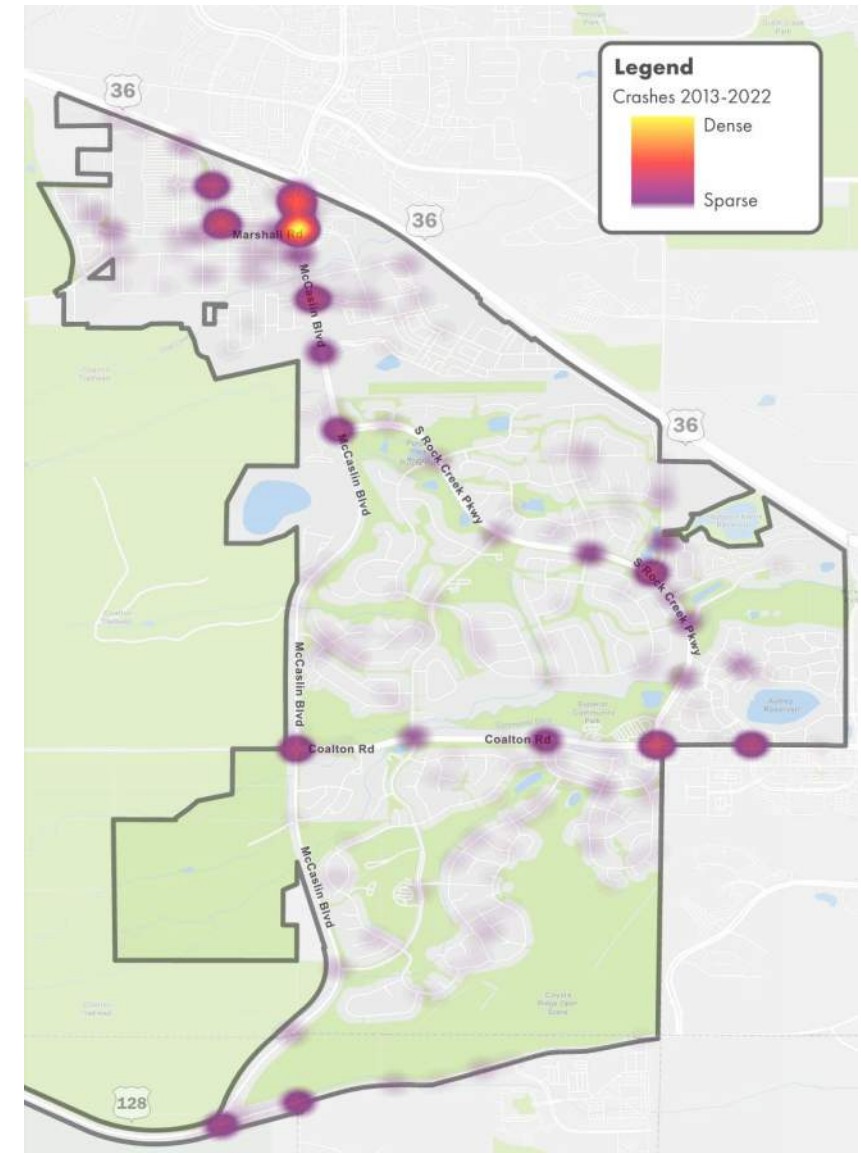 Legend
Crashes 2013-2022
Dense
Sparse
36
36
Marshall Rd
McCaslin Blvd
36
McCaslin Blvd
S Rock Creek Pkwy
S Rock Creek Pkwy
McCaslin Blvd
Coalton Rd
Coalton Rd
McCaslin Blvd
128